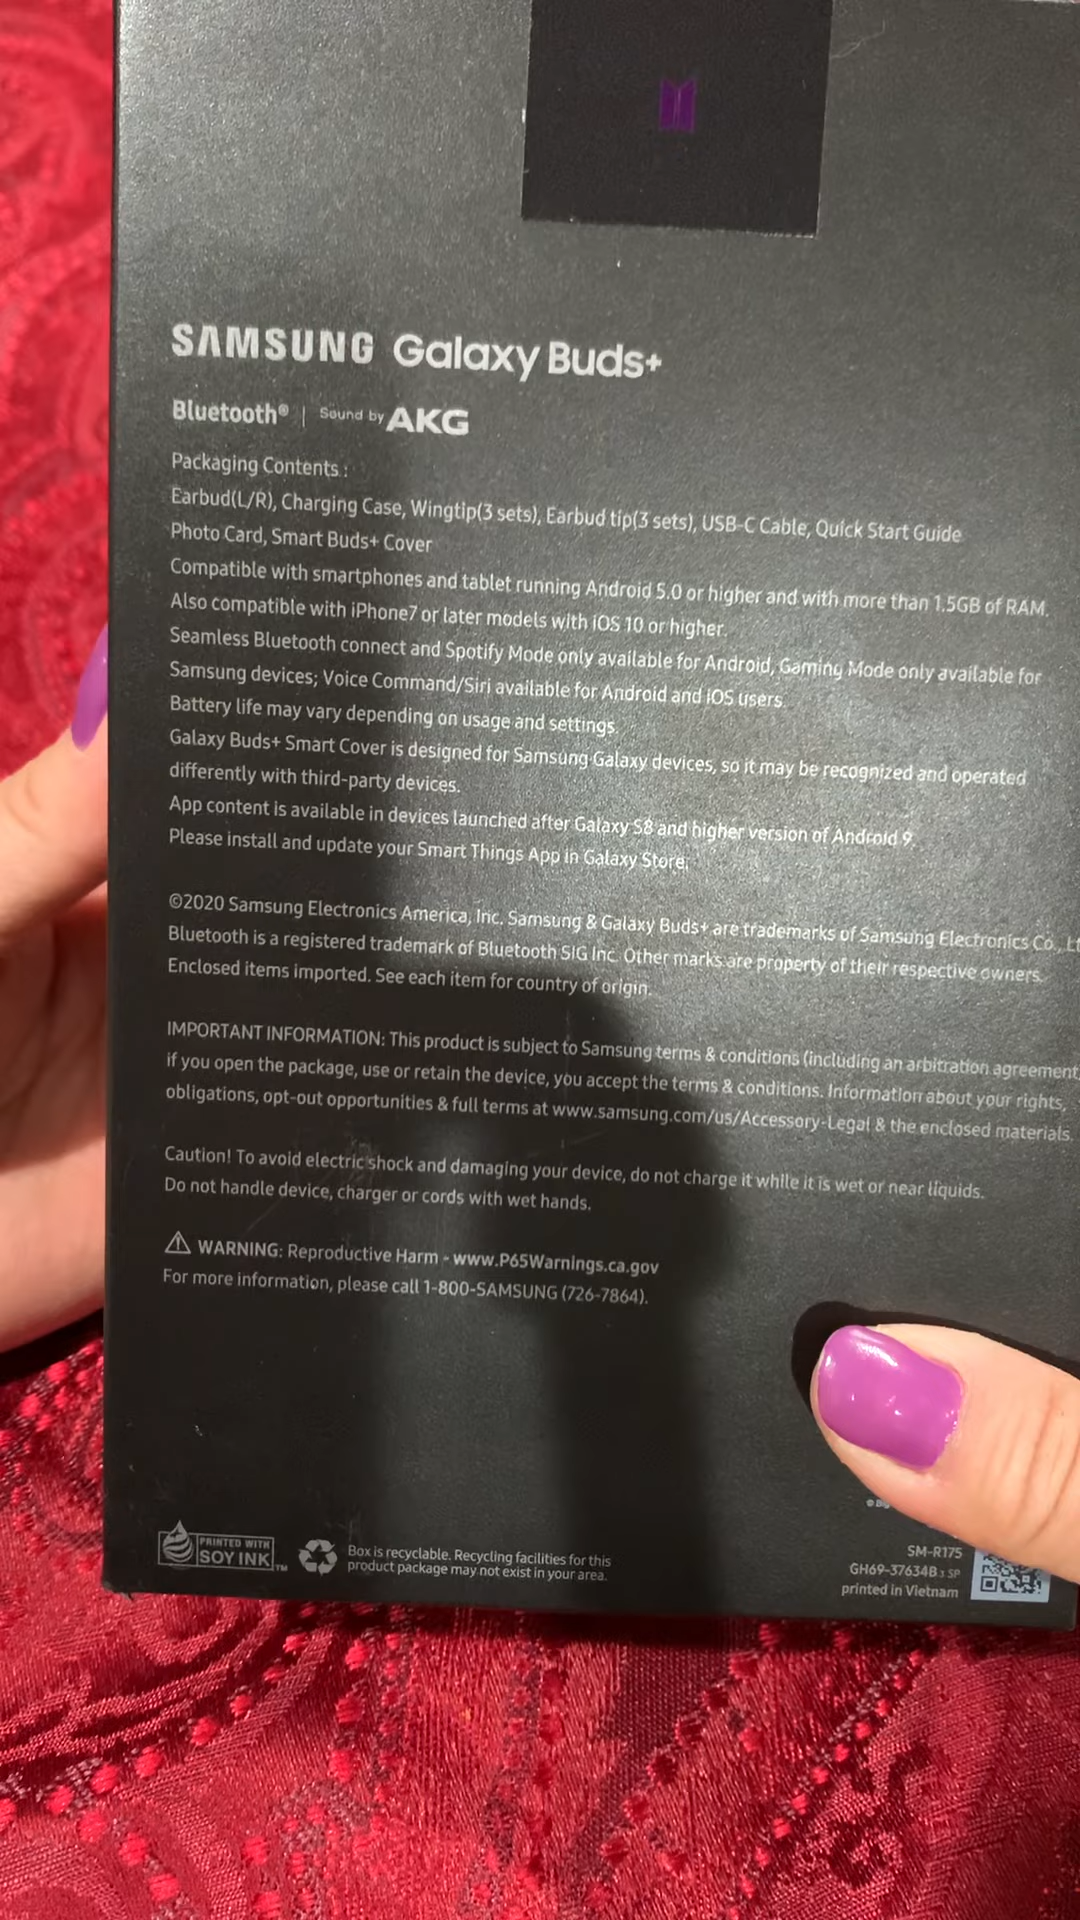 SAMSUNG Galaxy Buds+
Bluetooth® | Sound by AKG
Packaging Contents :
Earbud(L/R), Charging Case, Wingtip(3 sets), Earbud tip(3 sets), USB-C Cable, Quick Start Guide
Photo Card, Smart Buds+ Cover
Compatible with smartphones and tablet running Android 5.0 or higher and with more than 1.5GB of RAM.
Also compatible with iPhone7 or later models with iOS 10 or higher.
Seamless Bluetooth connect and Spotify Mode only available for Android, Gaming Mode only available for
Samsung devices; Voice Command/Siri available for Android and iOS users.
Battery life may vary depending on usage and settings.
Galaxy Buds+ Smart Cover is designed for Samsung Galaxy devices, so it may be recognized and operated
differently with third-party devices.
App content is available in devices launched after Galaxy S8 and higher version of Android 9.
Please install and update your Smart Things App in Galaxy Store.
©2020 Samsung Electronics America, Inc. Samsung & Galaxy Buds+ are trademarks of Samsung Electronics Co.,
Bluetooth is a registered trademark of Bluetooth SIG Inc. Other marks are property of their respective owners.
Enclosed items imported. See each item for country of origin.
IMPORTANT INFORMATION: This product is subject to Samsung terms & conditions (including an arbitration agreement)
if you open the package, use or retain the device, you accept the terms & conditions. Information about your rights,
obligations, opt-out opportunities & full terms at www.samsung.com/us/Accessory-Legal & the enclosed materials.
Caution! To avoid electric shock and damaging your device, do not charge it while it is wet or near liquids.
Do not handle device, charger or cords with wet hands.
WARNING: Reproductive Harm - www.P65Warnings.ca.gov
For more information, please call 1-800-SAMSUNG (726-7864).
PRINTED WITH
SOY INK TM
Box is recyclable. Recycling facilities for this
product package may not exist in your area.
SM-R175
GH69-37634B
printed in Vietnam